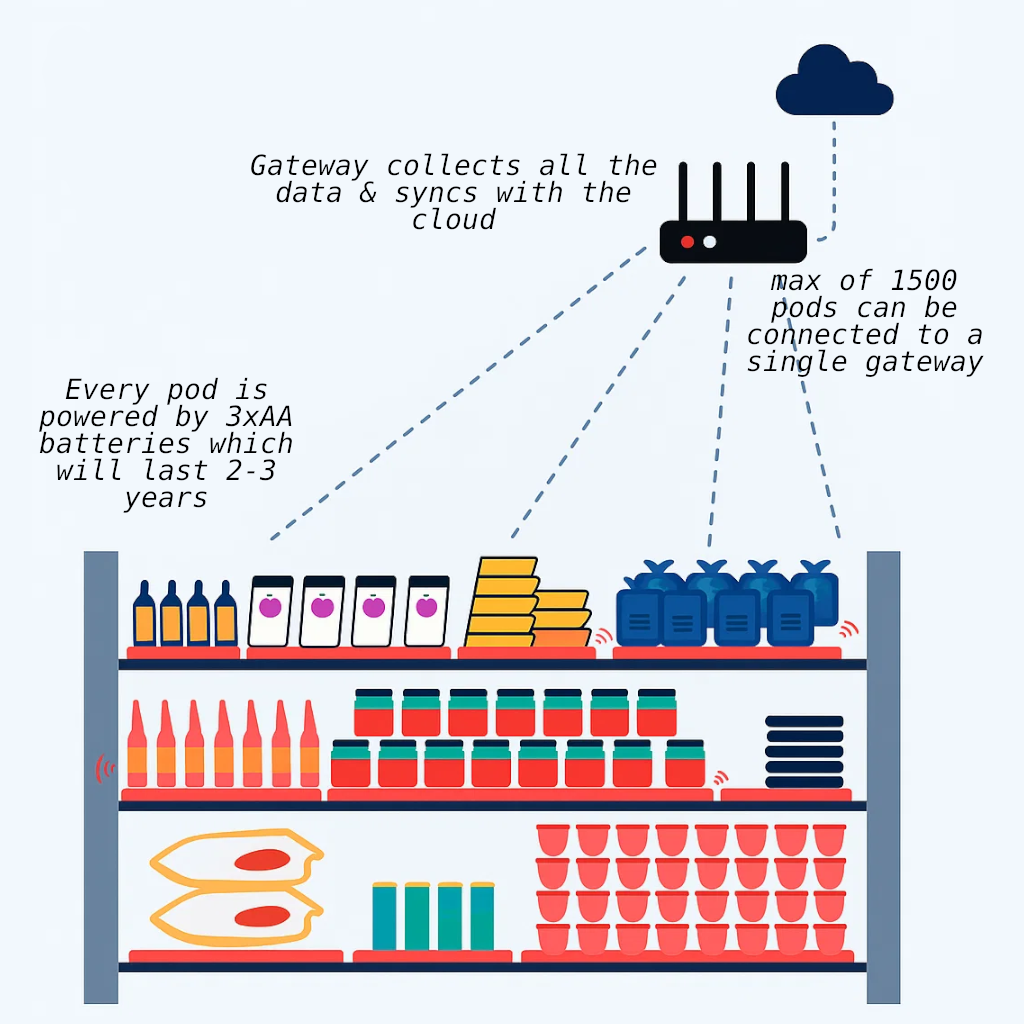 Gateway collects all the
data & syncs with the
cloud
max of 1500
pods can be
connected to a
single gateway
Every pod is
powered by 3xAA
batteries which
will last 2-3
years